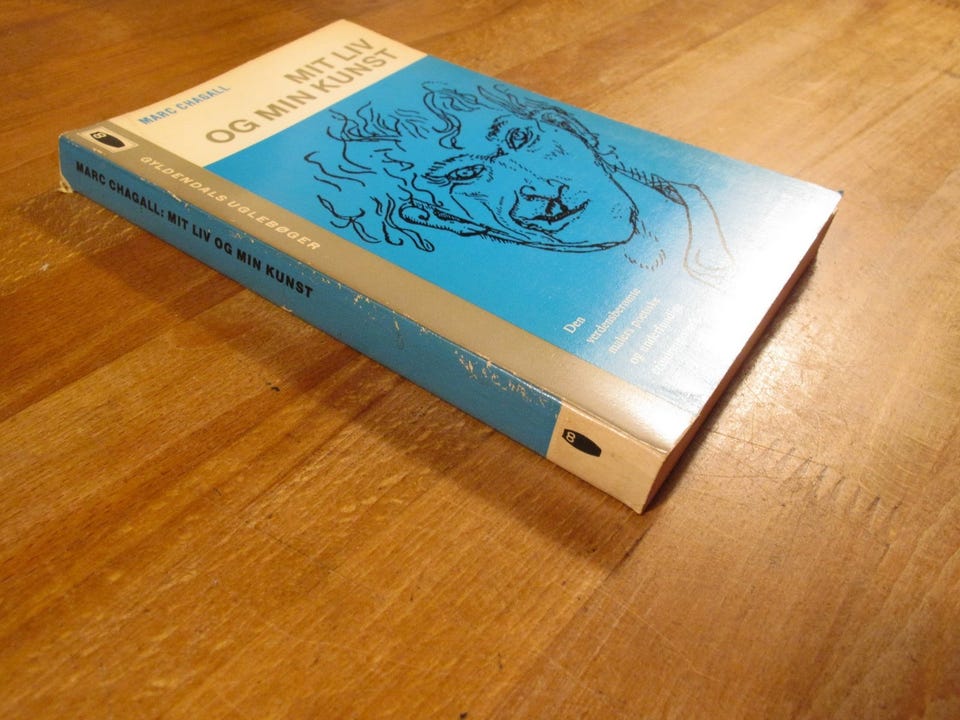 MARC CHAGALL
MIT LIV
OG MIN KUNST
GYLDENDALS UGLEBØGER
Den
verdensberømte
malers poetiske
og underfundige
MARC CHAGALL: MIT LIV OG MIN KUNST